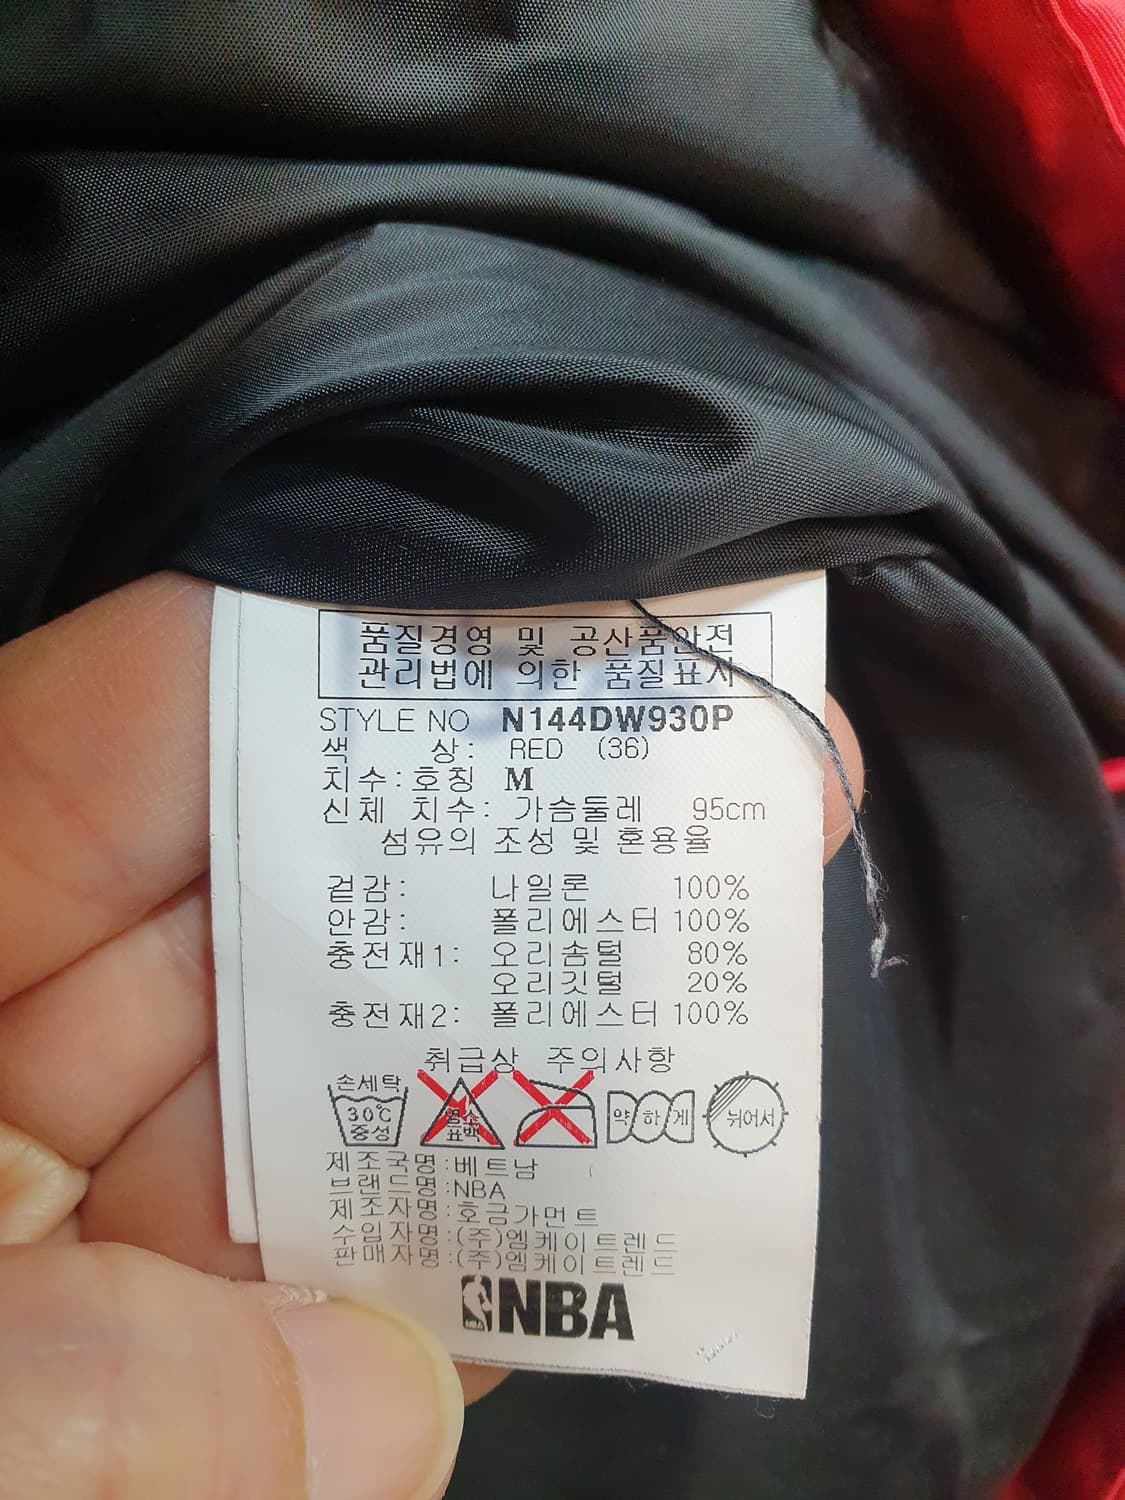 품질경영 및 공산품안전
관리법에 의한 품질표시
STYLE NO N144DW930P
색 상: RED (36)
치수:호칭 M
신체 치수: 가슴둘레 95cm
섬유의 조성 및 혼용율
겉감: 나일론 100%
안감: 폴리에스터 100%
충전재1: 오리솜털 80%
오리깃털 20%
충전재2: 폴리에스터 100%
취급상 주의사항
손세탁
30℃
중성
염소
표백
약하게
뉘어서
제조국명:베트남
브랜드명:NBA
제조자명:호금가먼트
수입자명:(주)엠케이트렌드
판매자명:(주)엠케이트렌드
NBA